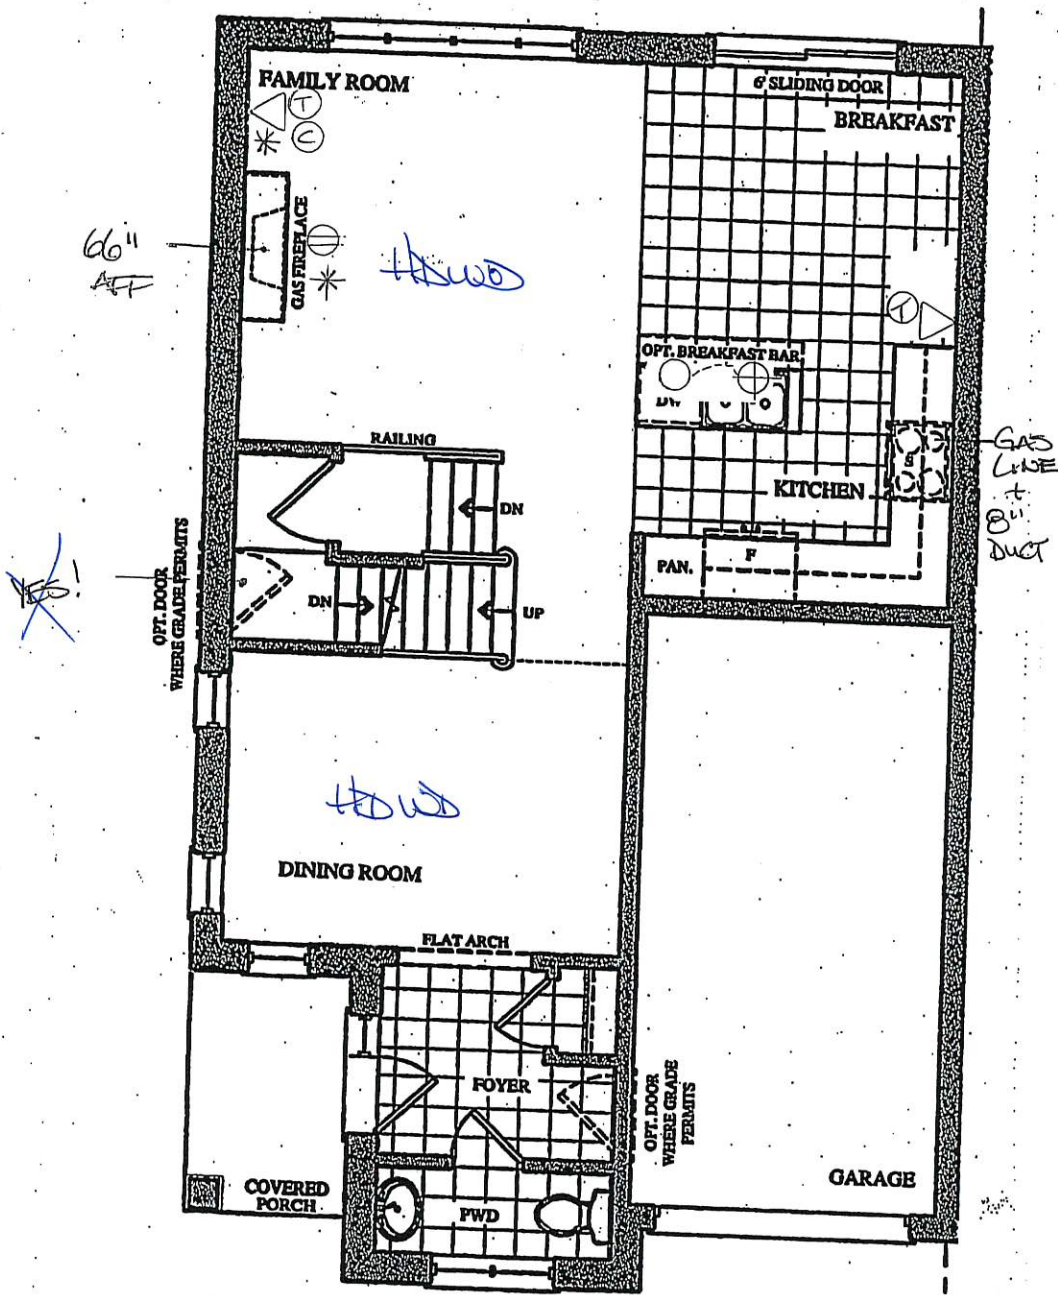 FAMILY ROOM
T
C
6' SLIDING DOOR
BREAKFAST
66"
AFF
GAS FIREPLACE
HDWD
T
OPT. BREAKFAST BAR
DW
RAILING
DN
KITCHEN
S
GAS
LINE
+
8"
DUCT
YES!
OPT. DOOR
WHERE GRADE PERMITS
DN
UP
PAN.
F
HDWD
DINING ROOM
FLAT ARCH
FOYER
OPT. DOOR
WHERE GRADE
PERMITS
GARAGE
COVERED
PORCH
PWD